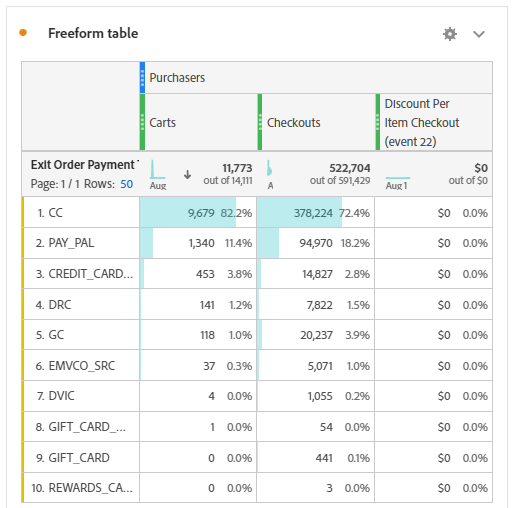 Freeform table
Purchasers
Carts
Checkouts
Discount Per
Item Checkout
(event 22)
Exit Order Payment
Page: 1 / 1 Rows: 50
Aug
11,773
out of 14,111
A
522,704
out of 591,429
Aug 1
$0
out of $0
1. CC 9,679 82.2% 378,224 72.4% $0 0.0%
2. PAY_PAL 1,340 11.4% 94,970 18.2% $0 0.0%
3. CREDIT_CARD... 453 3.8% 14,827 2.8% $0 0.0%
4. DRC 141 1.2% 7,822 1.5% $0 0.0%
5. GC 118 1.0% 20,237 3.9% $0 0.0%
6. EMVCO_SRC 37 0.3% 5,071 1.0% $0 0.0%
7. DVIC 4 0.0% 1,055 0.2% $0 0.0%
8. GIFT_CARD_... 1 0.0% 54 0.0% $0 0.0%
9. GIFT_CARD 0 0.0% 441 0.1% $0 0.0%
10. REWARDS_CA... 0 0.0% 3 0.0% $0 0.0%